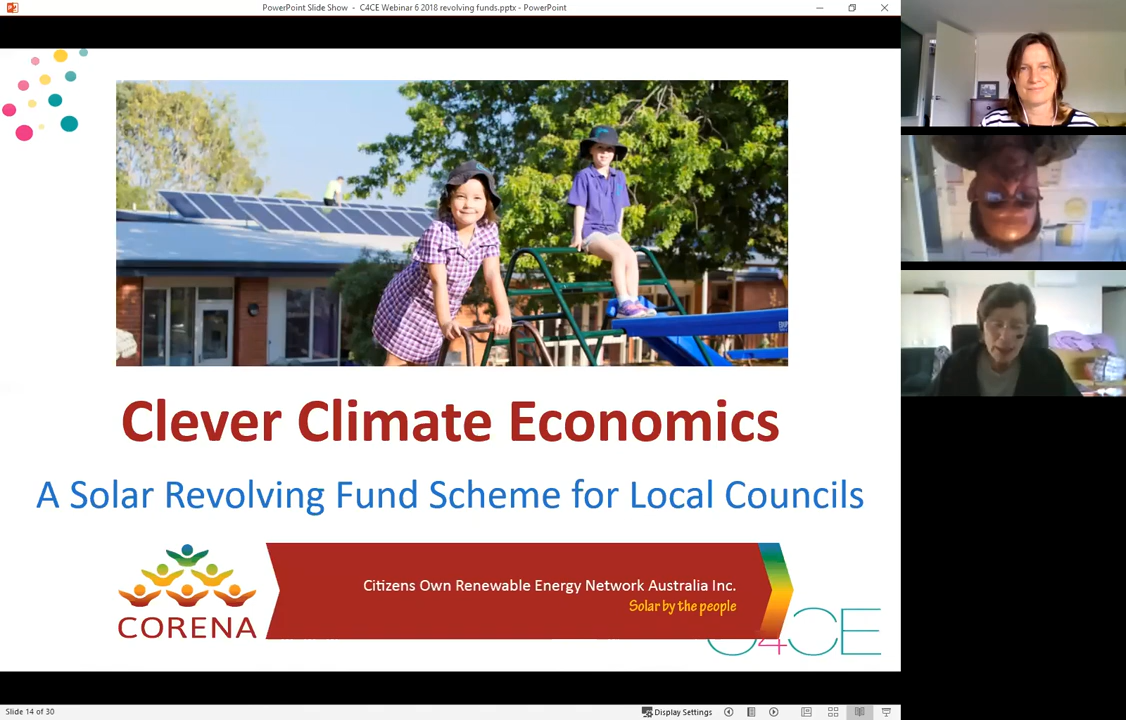 PowerPoint Slide Show - C4CE Webinar 6 2018 revolving funds.pptx - PowerPoint
Clever Climate Economics
A Solar Revolving Fund Scheme for Local Councils
Citizens Own Renewable Energy Network Australia Inc.
Solar by the people
CORENA
C4CE
Slide 14 of 30
Display Settings